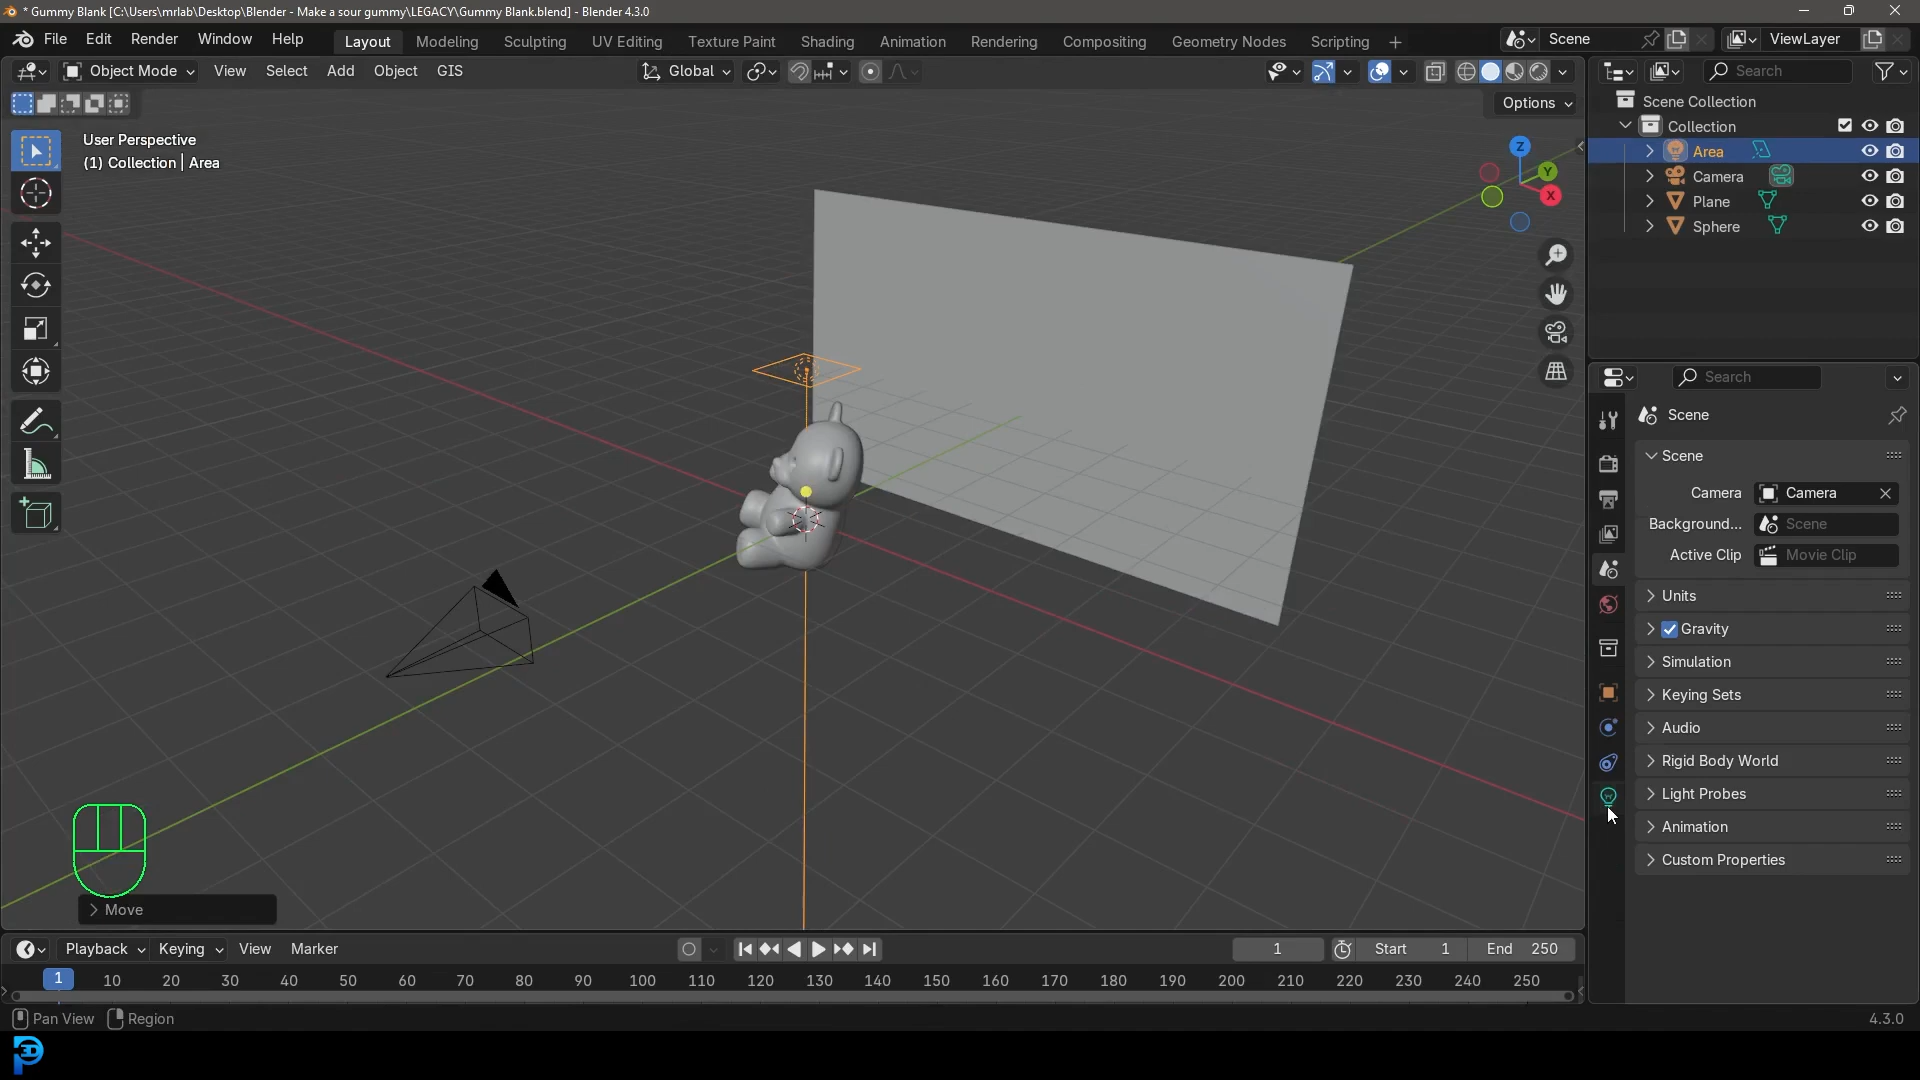 * Gummy Blank [C:\Users\mrlab\Desktop\Blender - Make a sour gummy\LEGACY\Gummy Blank.blend] - Blender 4.3.0
File Edit Render Window Help Layout Modeling Sculpting UV Editing Texture Paint Shading Animation Rendering Compositing Geometry Nodes Scripting + Scene ViewLayer
Object Mode View Select Add Object GIS Global Search
Options
User Perspective
(1) Collection | Area
Z
Y
X
Scene Collection
Collection
Area
Camera
Plane
Sphere
Search
Scene
Scene
Camera Camera
Background... Scene
Active Clip Movie Clip
Units
Gravity
Simulation
Keying Sets
Audio
Rigid Body World
Light Probes
Animation
Custom Properties
Move
Playback Keying View Marker 1 Start 1 End 250
1 10 20 30 40 50 60 70 80 90 100 110 120 130 140 150 160 170 180 190 200 210 220 230 240 250
Pan View Region 4.3.0
P3D